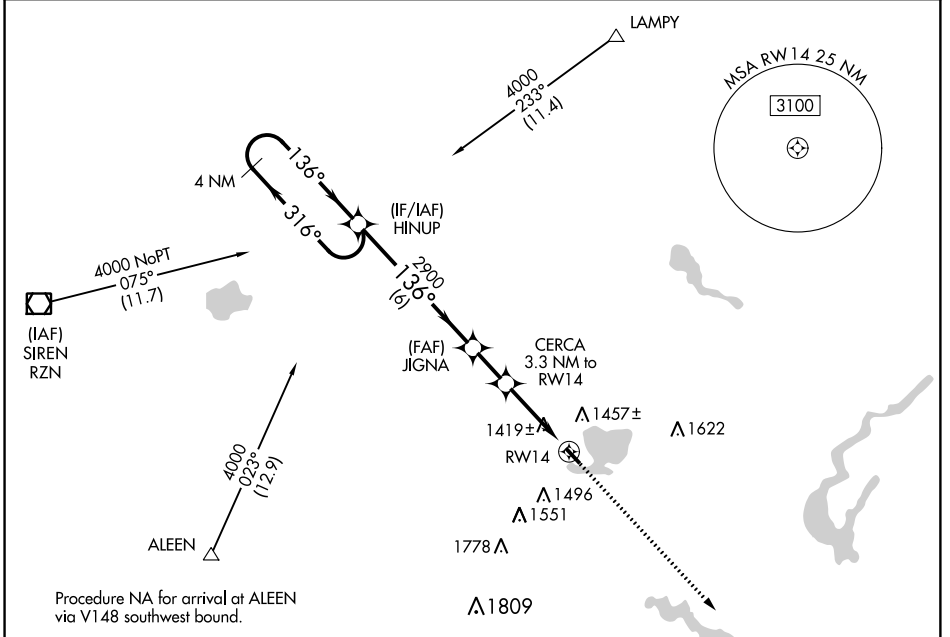 LAMPY
4000
233°
(11.4)
MSA RW14 25 NM
3100
4 NM
136°
316°
(IF/IAF)
HINUP
4000 NoPT
075°
(11.7)
(IAF)
SIREN
RZN
2900
136°
(6)
(FAF)
JIGNA
CERCA
3.3 NM to
RW14
1419±
1457±
1622
RW14
4000
023°
(12.9)
1496
1551
ALEEN
1778
1809
Procedure NA for arrival at ALEEN
via V148 southwest bound.